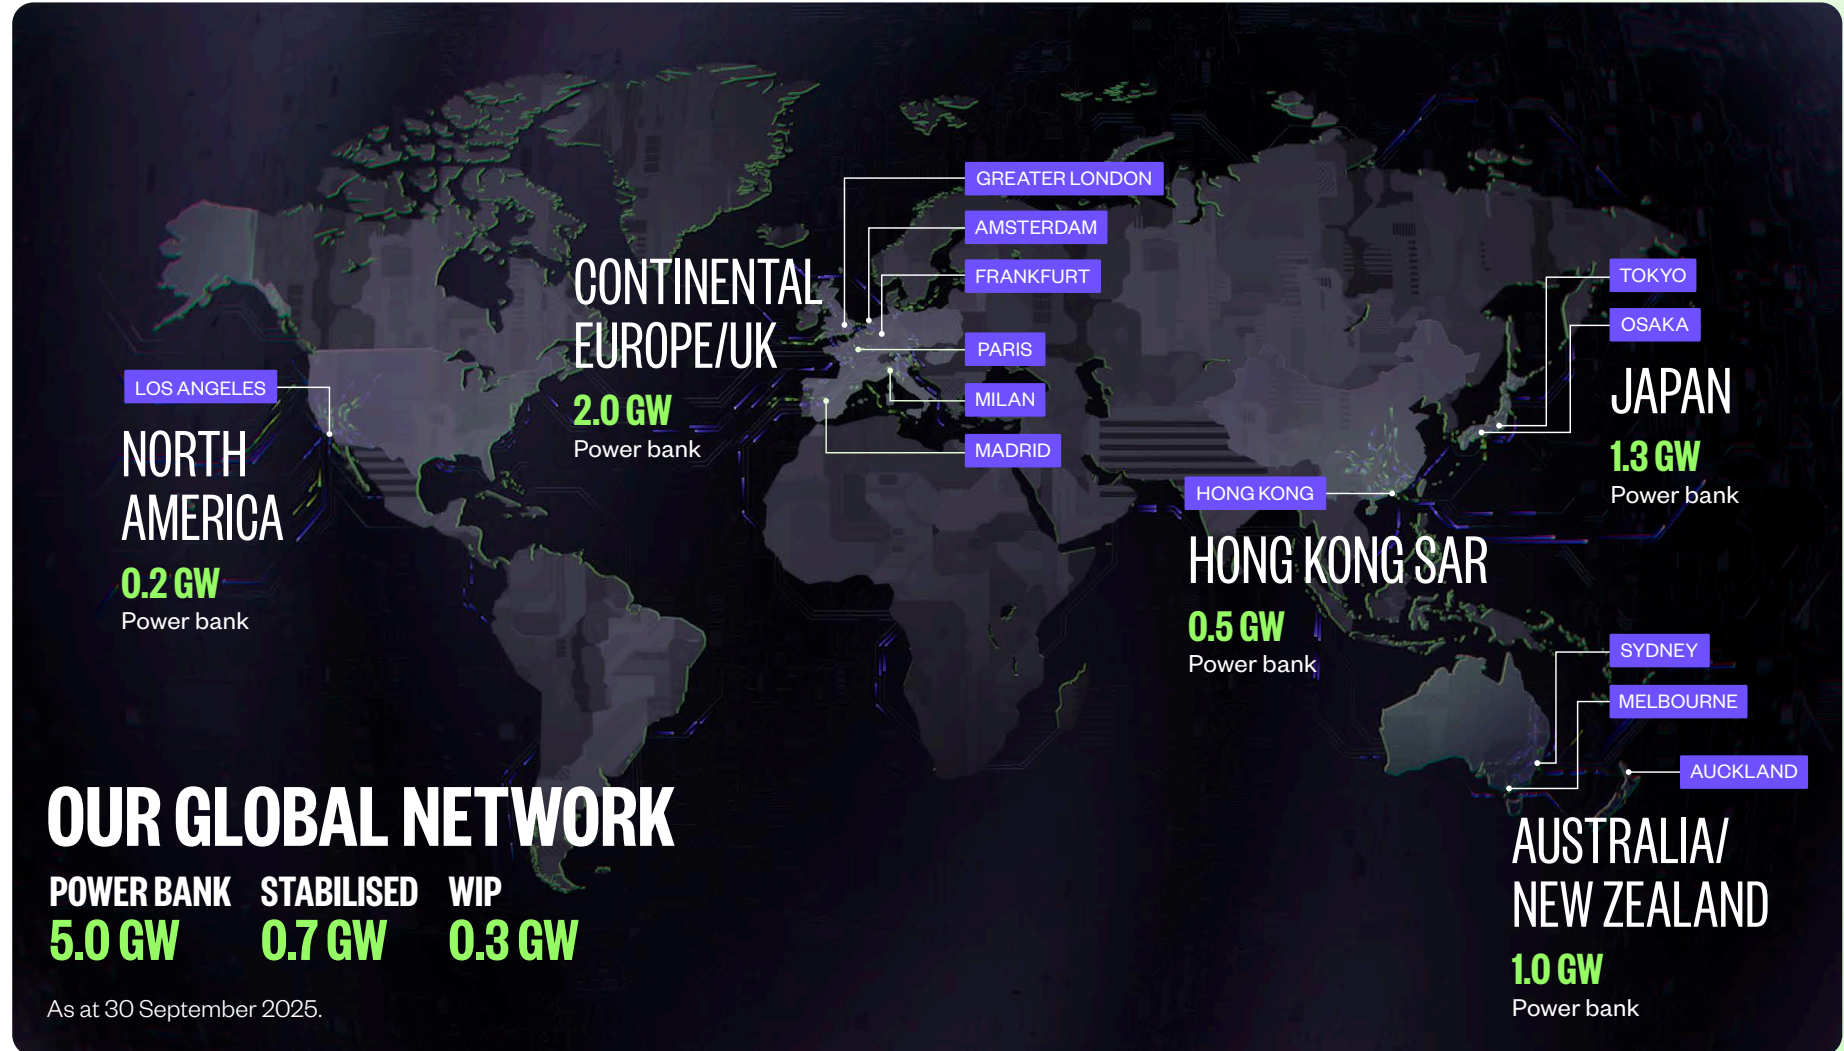 GREATER LONDON
AMSTERDAM
FRANKFURT
PARIS
MILAN
MADRID
CONTINENTAL
EUROPE/UK
2.0 GW
Power bank
LOS ANGELES
NORTH
AMERICA
0.2 GW
Power bank
TOKYO
OSAKA
JAPAN
1.3 GW
Power bank
HONG KONG
HONG KONG SAR
0.5 GW
Power bank
SYDNEY
MELBOURNE
AUCKLAND
AUSTRALIA/
NEW ZEALAND
1.0 GW
Power bank
OUR GLOBAL NETWORK
POWER BANK STABILISED WIP
5.0 GW 0.7 GW 0.3 GW
As at 30 September 2025.